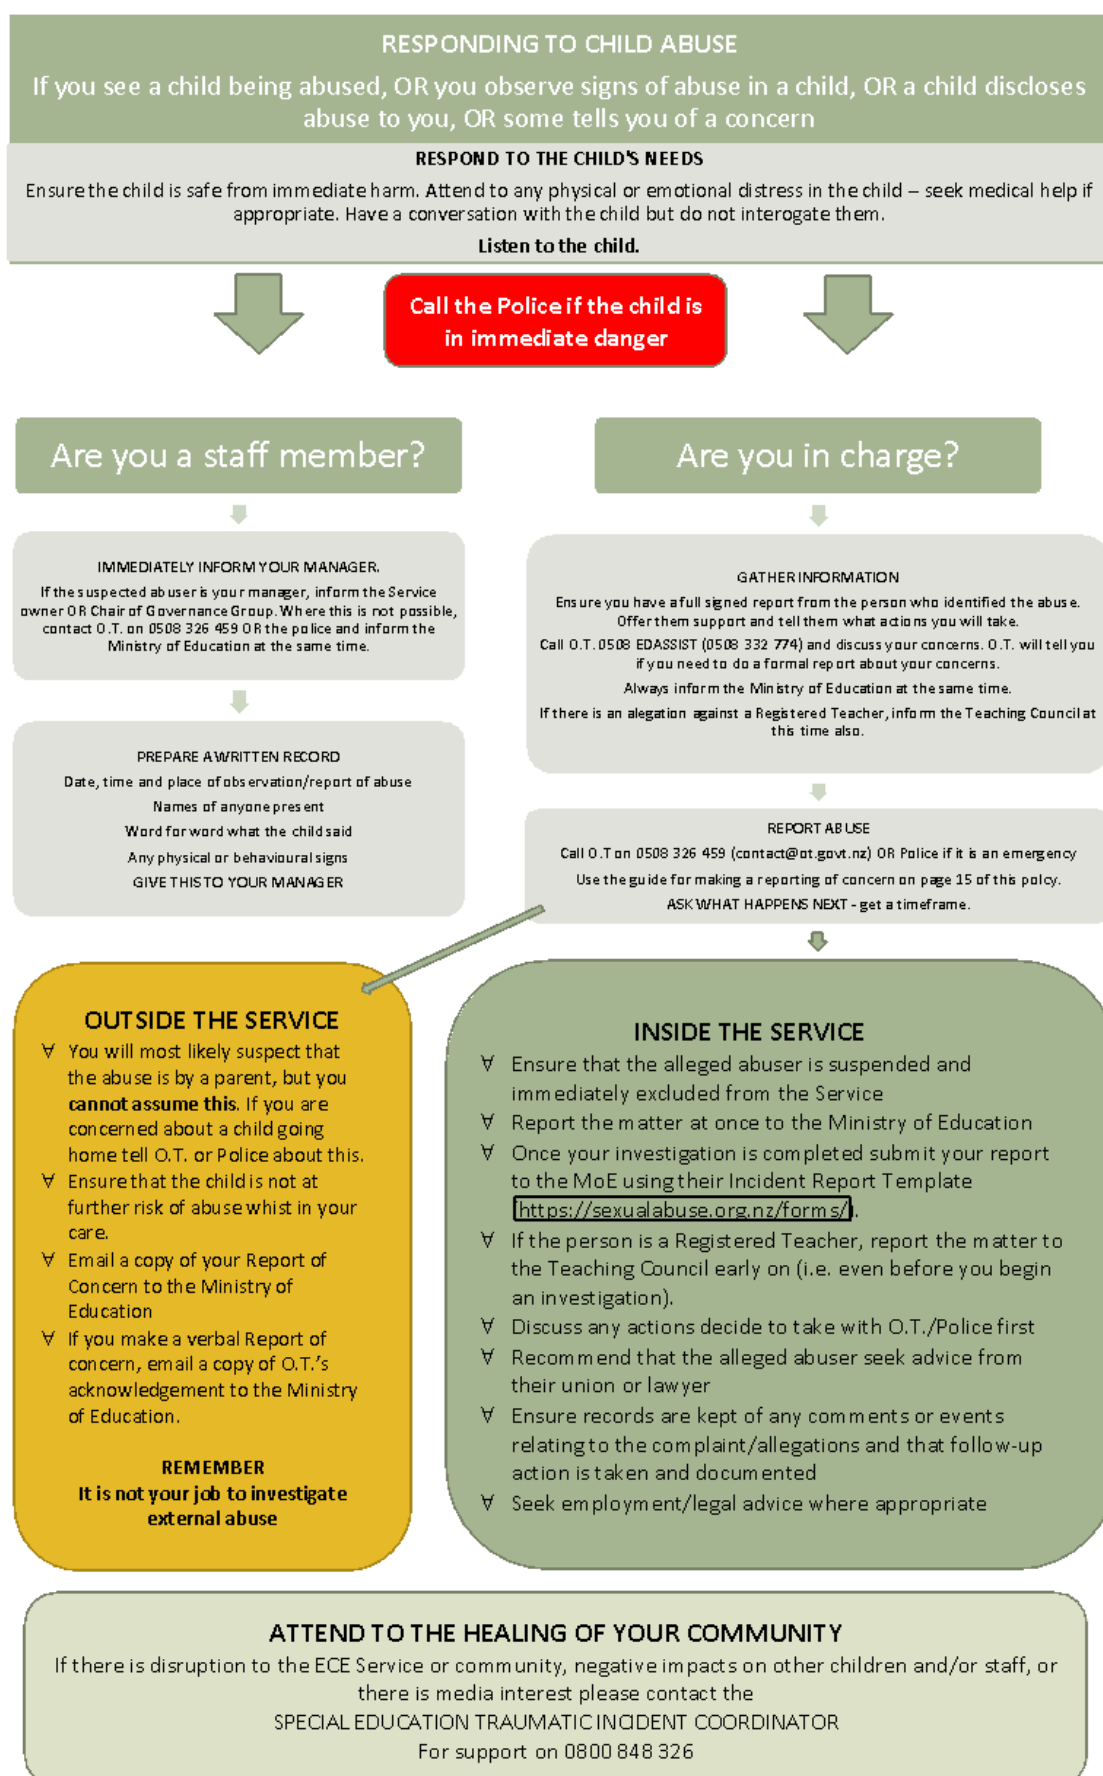 RESPONDING TO CHILD ABUSE
If you see a child being abused, OR you observe signs of abuse in a child, OR a child discloses
abuse to you, OR some tells you of a concern
RESPOND TO THE CHILD'S NEEDS
Ensure the child is safe from immediate harm. Attend to any physical or emotional distress in the child – seek medical help if
appropriate. Have a conversation with the child but do not interogate them.
Listen to the child.
Call the Police if the child is
in immediate danger
Are you a staff member?
IMMEDIATELY INFORM YOUR MANAGER.
If the suspected abuser is your manager, inform the Service
owner OR Chair of Governance Group. Where this is not possible,
contact O.T. on 0508 326 459 OR the police and inform the
Ministry of Education at the same time.
PREPARE A WRITTEN RECORD
Date, time and place of observation/report of abuse
Names of anyone present
Word for word what the child said
Any physical or behavioural signs
GIVE THIS TO YOUR MANAGER
Are you in charge?
GATHER INFORMATION
Ensure you have a full signed report from the person who identified the abuse.
Offer them support and tell them what actions you will take.
Call O.T. 0508 EDASSIST (0508 332 774) and discuss your concerns. O.T. will tell you
if you need to do a formal report about your concerns.
Always inform the Ministry of Education at the same time.
If there is an alegation against a Registered Teacher, inform the Teaching Council at
this time also.
REPORT ABUSE
Call O.T on 0508 326 459 (contact@ot.govt.nz) OR Police if it is an emergency
Use the guide for making a reporting of concern on page 15 of this polcy.
ASK WHAT HAPPENS NEXT - get a timeframe.
OUTSIDE THE SERVICE
∀ You will most likely suspect that
the abuse is by a parent, but you
cannot assume this. If you are
concerned about a child going
home tell O.T. or Police about this.
∀ Ensure that the child is not at
further risk of abuse whist in your
care.
∀ Email a copy of your Report of
Concern to the Ministry of
Education
∀ If you make a verbal Report of
concern, email a copy of O.T.'s
acknowledgement to the Ministry
of Education.
REMEMBER
It is not your job to investigate
external abuse
INSIDE THE SERVICE
∀ Ensure that the alleged abuser is suspended and
immediately excluded from the Service
∀ Report the matter at once to the Ministry of Education
∀ Once your investigation is completed submit your report
to the MoE using their Incident Report Template
(https://sexualabuse.org.nz/forms/).
∀ If the person is a Registered Teacher, report the matter to
the Teaching Council early on (i.e. even before you begin
an investigation).
∀ Discuss any actions decide to take with O.T./Police first
∀ Recommend that the alleged abuser seek advice from
their union or lawyer
∀ Ensure records are kept of any comments or events
relating to the complaint/allegations and that follow-up
action is taken and documented
∀ Seek employment/legal advice where appropriate
ATTEND TO THE HEALING OF YOUR COMMUNITY
If there is disruption to the ECE Service or community, negative impacts on other children and/or staff, or
there is media interest please contact the
SPECIAL EDUCATION TRAUMATIC INCIDENT COORDINATOR
For support on 0800 848 326